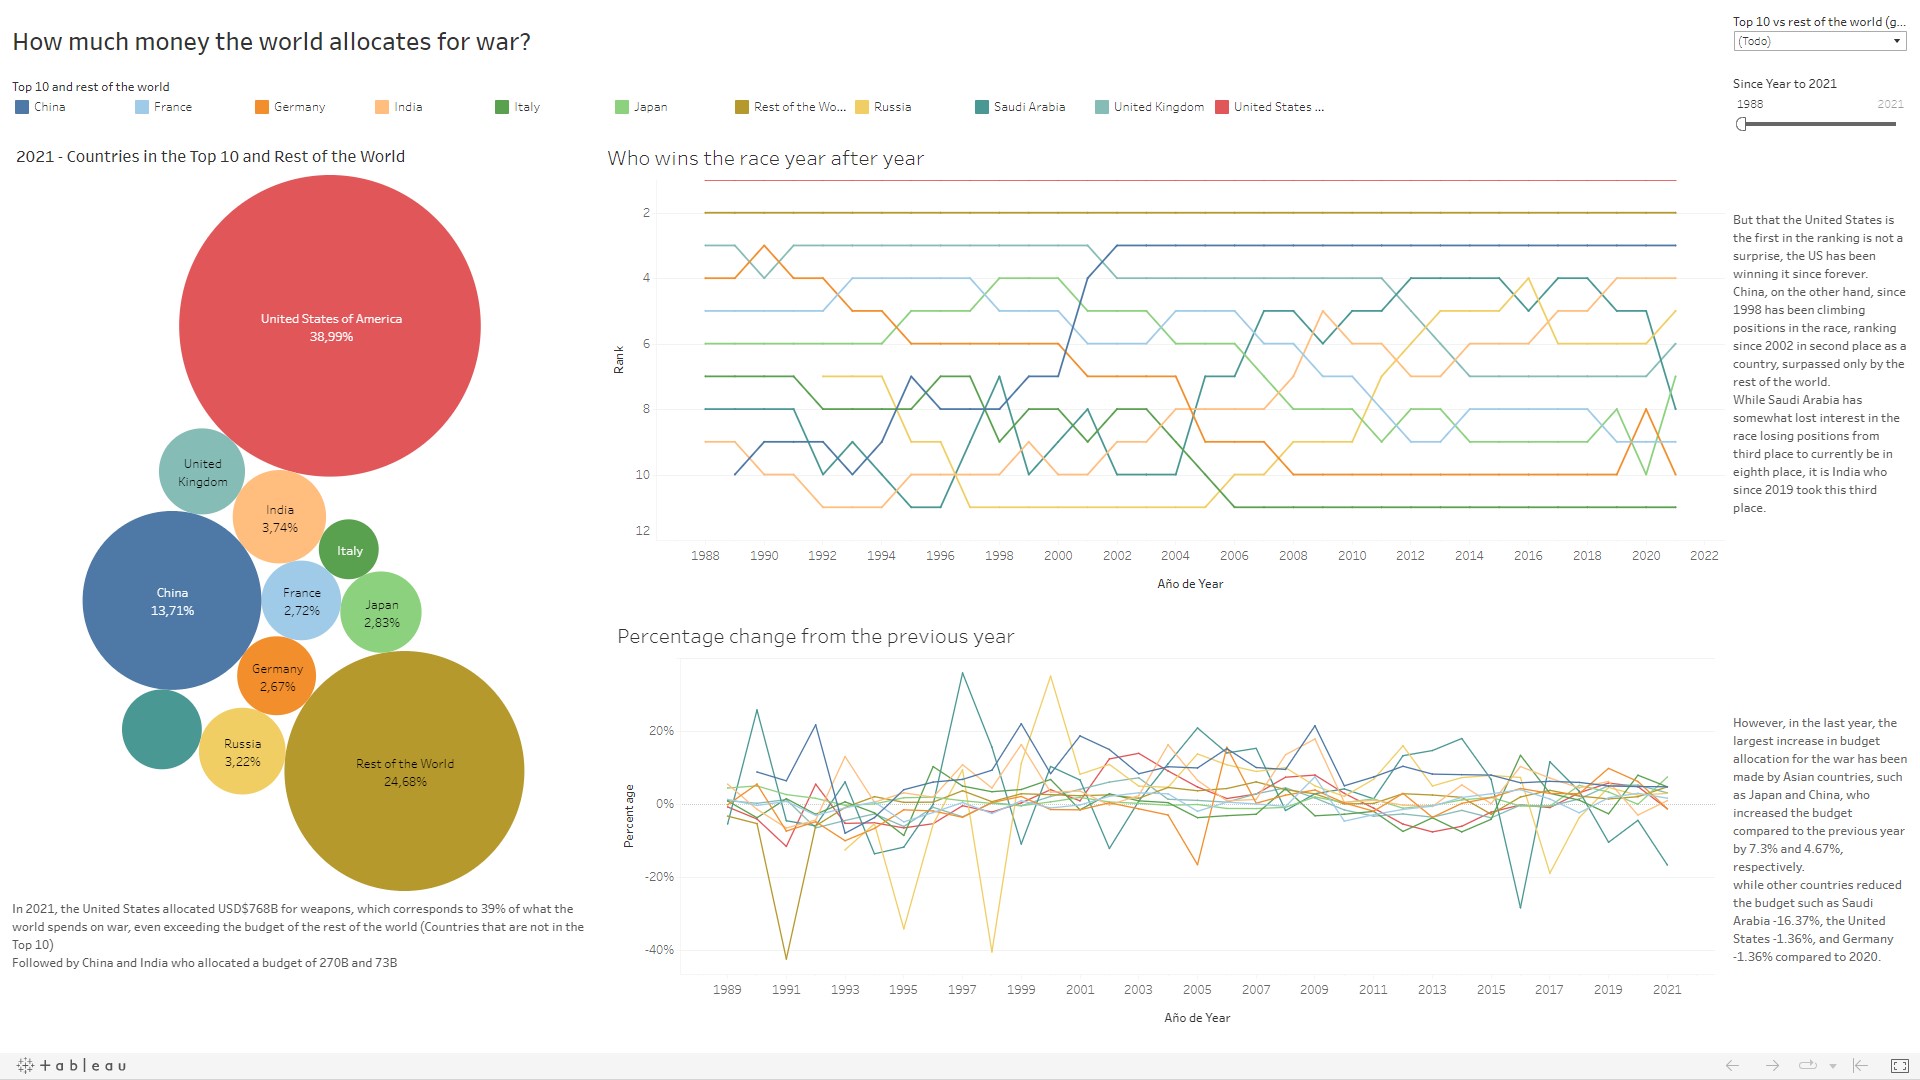 How much money the world allocates for war?
Top 10 vs rest of the world (g...
(Todo)
Top 10 and rest of the world
China
France
Germany
India
Italy
Japan
Rest of the Wo...
Russia
Saudi Arabia
United Kingdom
United States ...
Since Year to 2021
1988
2021
2021 - Countries in the Top 10 and Rest of the World
United States of America
38,99%
United
Kingdom
India
3,74%
Italy
China
13,71%
France
2,72%
Japan
2,83%
Germany
2,67%
Russia
3,22%
Rest of the World
24,68%
In 2021, the United States allocated USD$768B for weapons, which corresponds to 39% of what the
world spends on war, even exceeding the budget of the rest of the world (Countries that are not in the
Top 10)
Followed by China and India who allocated a budget of 270B and 73B
Who wins the race year after year
Rank
2
4
6
8
10
12
1988
1990
1992
1994
1996
1998
2000
2002
2004
2006
2008
2010
2012
2014
2016
2018
2020
2022
Año de Year
But that the United States is
the first in the ranking is not a
surprise, the US has been
winning it since forever.
China, on the other hand, since
1998 has been climbing
positions in the race, ranking
since 2002 in second place as a
country, surpassed only by the
rest of the world.
While Saudi Arabia has
somewhat lost interest in the
race losing positions from
third place to currently be in
eighth place, it is India who
since 2019 took this third
place.
Percentage change from the previous year
Percentage
20%
0%
-20%
-40%
1989
1991
1993
1995
1997
1999
2001
2003
2005
2007
2009
2011
2013
2015
2017
2019
2021
Año de Year
However, in the last year, the
largest increase in budget
allocation for the war has been
made by Asian countries, such
as Japan and China, who
increased the budget
compared to the previous year
by 7.3% and 4.67%,
respectively.
while other countries reduced
the budget such as Saudi
Arabia -16.37%, the United
States -1.36%, and Germany
-1.36% compared to 2020.
+ a b | e a u